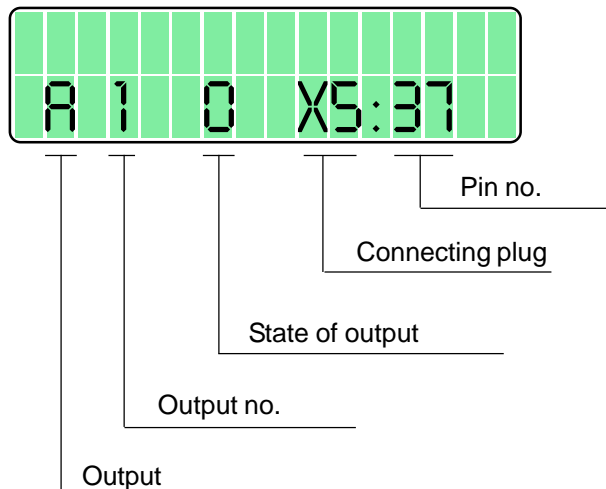 A 1 0 X5:37
Pin no.
Connecting plug
State of output
Output no.
Output